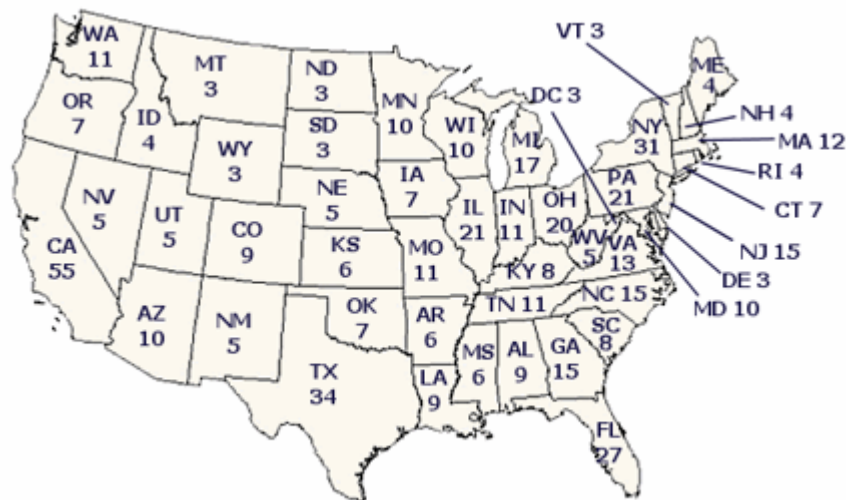 VT 3
WA
11
MT
3
ND
3
ME
4
MN
10
DC 3
OR
7
ID
4
SD
3
WI
10
MI
17
NY
31
NH 4
MA 12
WY
3
RI 4
IA
7
PA
21
NE
5
CT 7
NV
5
UT
5
OH
20
IL
21
IN
11
CO
9
NJ 15
WV
5
VA
13
CA
55
KS
6
MO
11
KY 8
DE 3
NC 15
MD 10
TN 11
AZ
10
NM
5
OK
7
AR
6
SC
8
MS
6
AL
9
GA
15
TX
34
LA
9
FL
27